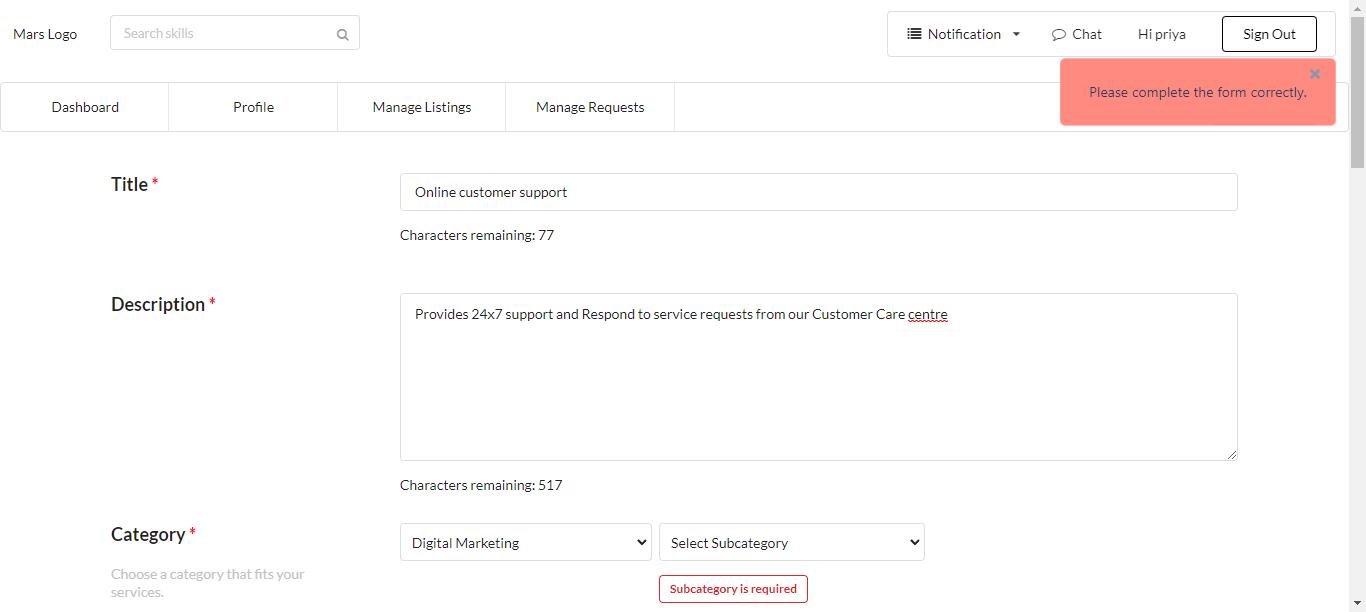 Mars Logo
Search skills
Notification
Chat
Hi priya
Sign Out
Please complete the form correctly.
Dashboard
Profile
Manage Listings
Manage Requests
Title *
Online customer support
Characters remaining: 77
Description *
Provides 24x7 support and Respond to service requests from our Customer Care centre
Characters remaining: 517
Category *
Digital Marketing
Select Subcategory
Choose a category that fits your
services.
Subcategory is required